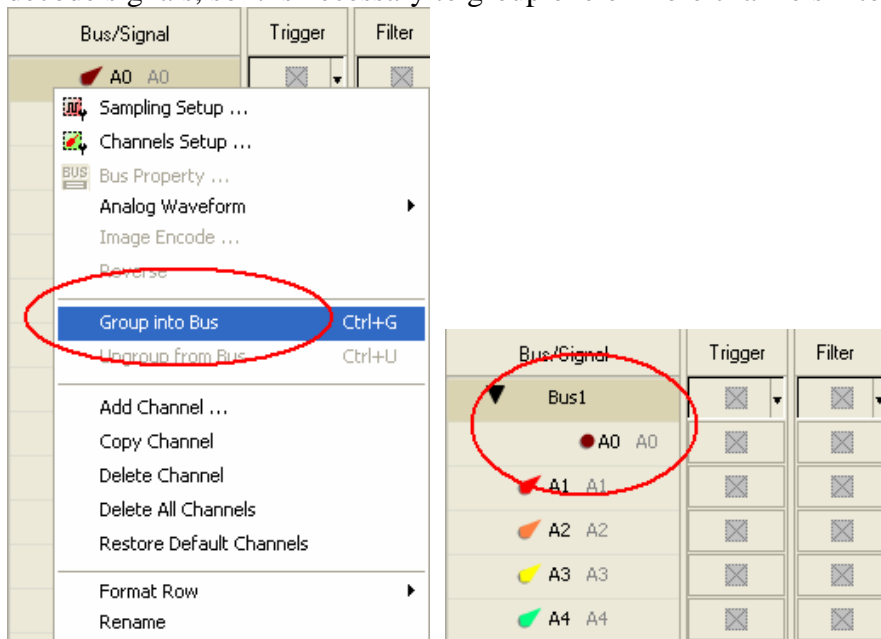 Bus/Signal Trigger Filter
A0 A0
Sampling Setup ...
Channels Setup ...
BUS Bus Property ...
Analog Waveform
Image Encode ...
Reverse
Group into Bus Ctrl+G
Ungroup from Bus Ctrl+U
Add Channel ...
Copy Channel
Delete Channel
Delete All Channels
Restore Default Channels
Format Row
Rename
Bus/Signal Trigger Filter
Bus1
A0 A0
A1 A1
A2 A2
A3 A3
A4 A4